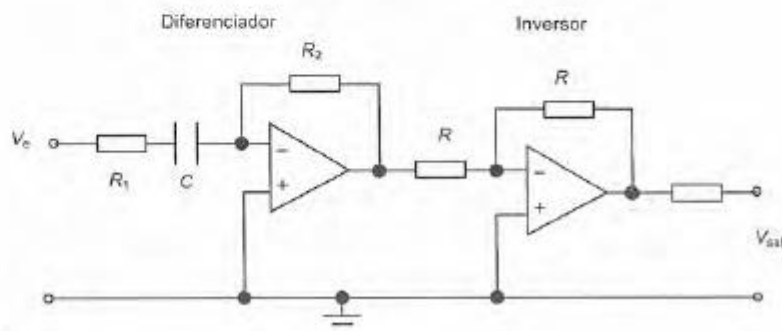 Diferenciador
Inversor
R₂
R
Vₑ
R
R₁
C
−
+
−
+
Vsal